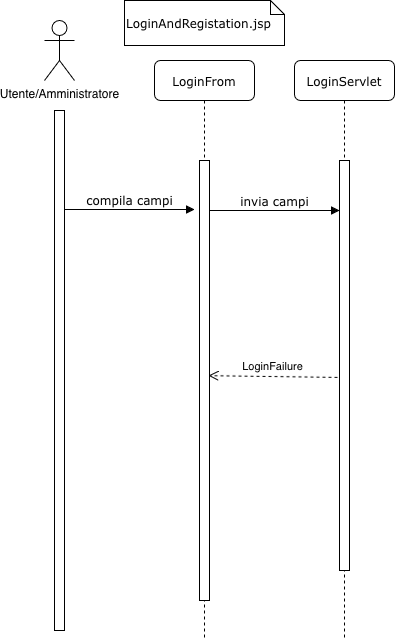 LoginAndRegistation.jsp
Utente/Amministratore
LoginFrom
LoginServlet
compila campi
invia campi
LoginFailure